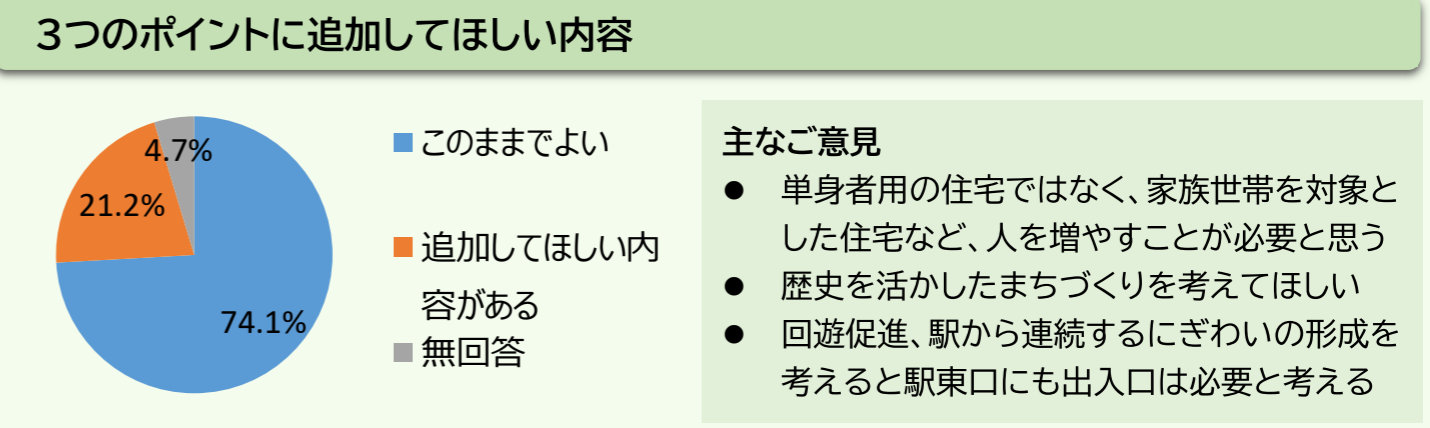 ３つのポイントに追加してほしい内容
4.7%
21.2%
74.1%
このままでよい
追加してほしい内
容がある
無回答
主なご意見
● 単身者用の住宅ではなく、家族世帯を対象と
した住宅など、人を増やすことが必要と思う
● 歴史を活かしたまちづくりを考えてほしい
● 回遊促進、駅から連続するにぎわいの形成を
考えると駅東口にも出入口は必要と考える